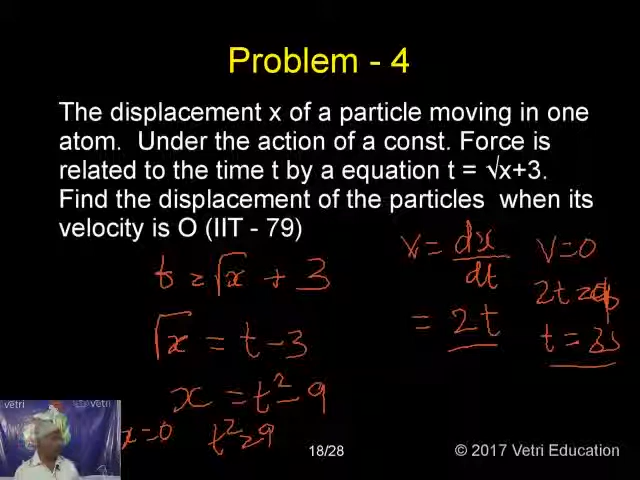 Problem - 4
The displacement x of a particle moving in one
atom. Under the action of a const. Force is
related to the time t by a equation t = √x+3.
Find the displacement of the particles when its
velocity is O (IIT - 79)
t = √x + 3
√x = t - 3
x = t² - 9
x = 0 t² = 9
v = dx/dt
= 2t
v = 0
2t =
t = 3s
vetri vetri
18/28
© 2017 Vetri Education